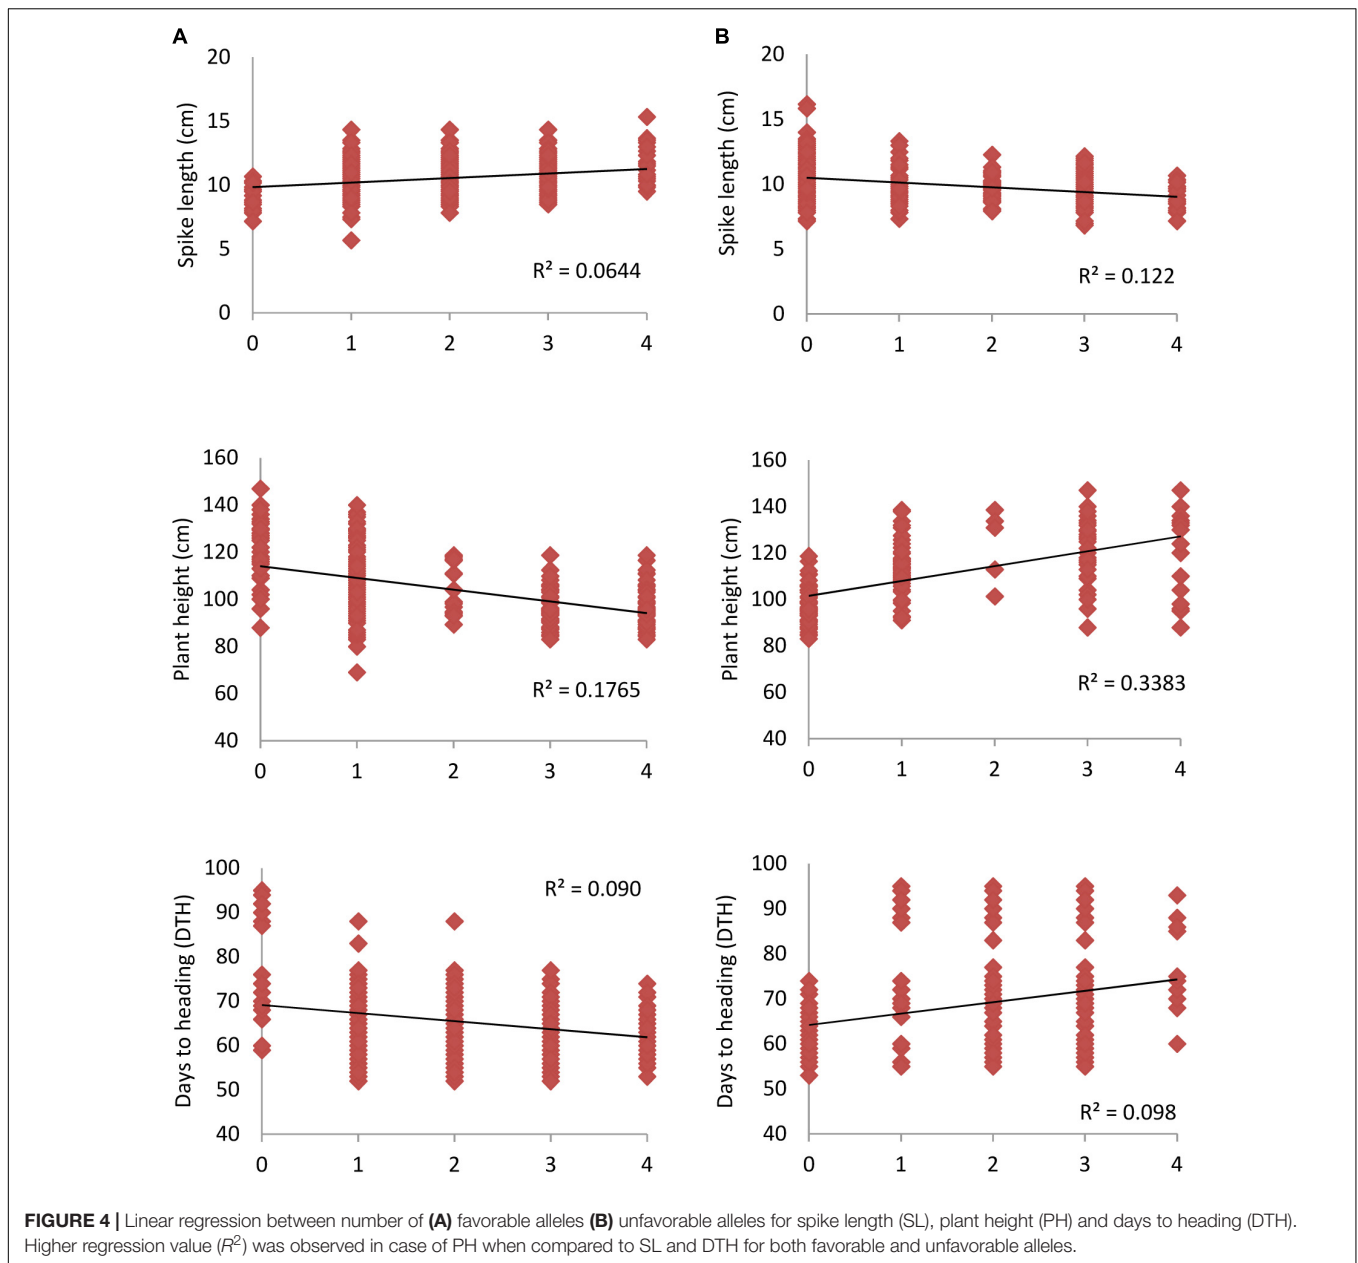 A
B
20
15
10
5
0
Spike length (cm)
R² = 0.0644
0 1 2 3 4
20
15
10
5
0
Spike length (cm)
R² = 0.122
0 1 2 3 4
160
140
120
100
80
60
40
Plant height (cm)
R² = 0.1765
0 1 2 3 4
160
140
120
100
80
60
40
Plant height (cm)
R² = 0.3383
0 1 2 3 4
100
90
80
70
60
50
40
Days to heading (DTH)
R² = 0.090
0 1 2 3 4
100
90
80
70
60
50
40
Days to heading (DTH)
R² = 0.098
0 1 2 3 4
FIGURE 4 | Linear regression between number of (A) favorable alleles (B) unfavorable alleles for spike length (SL), plant height (PH) and days to heading (DTH).
Higher regression value (R²) was observed in case of PH when compared to SL and DTH for both favorable and unfavorable alleles.